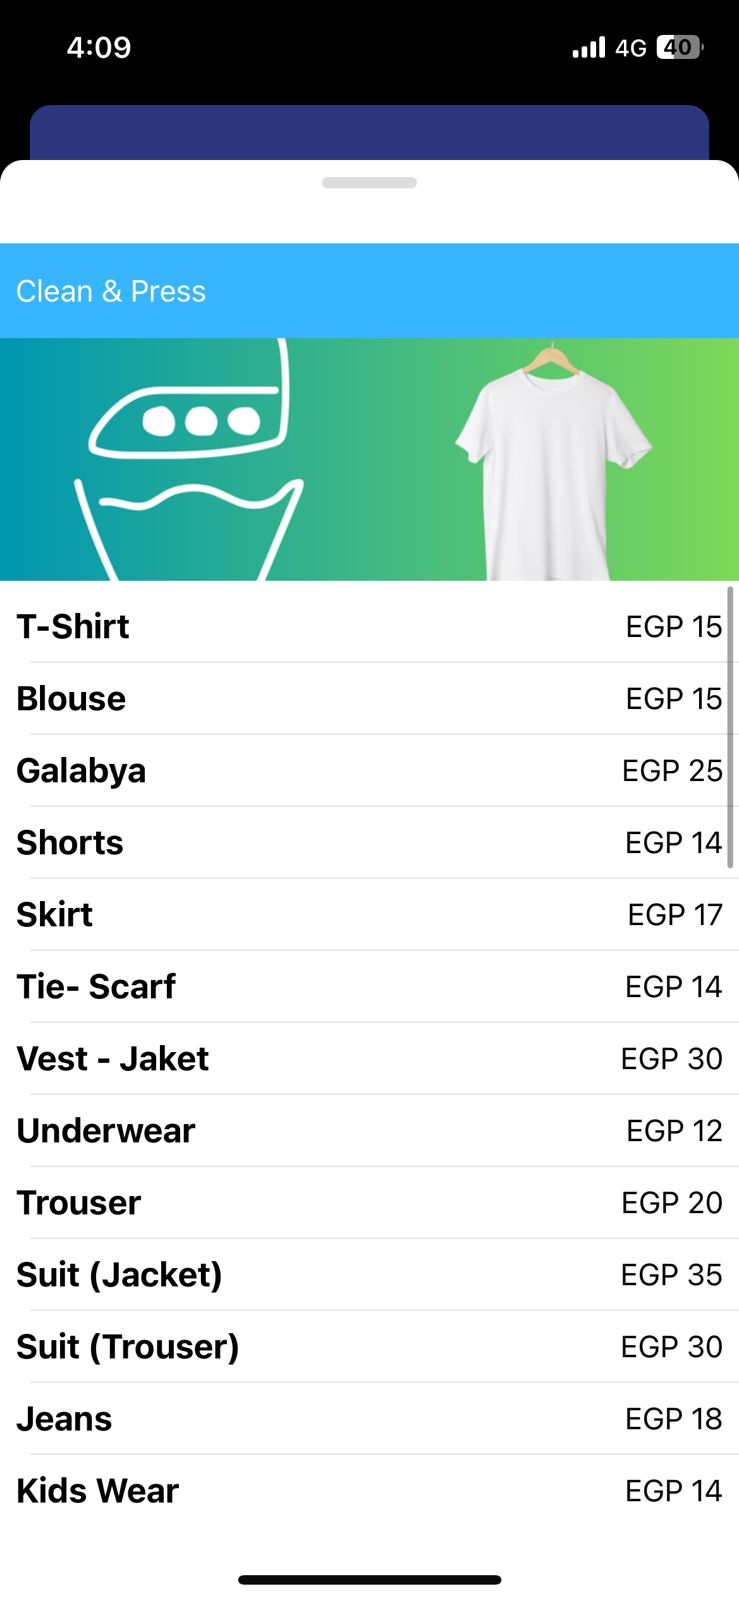 4:09 4G 40
Clean & Press
T-Shirt EGP 15
Blouse EGP 15
Galabya EGP 25
Shorts EGP 14
Skirt EGP 17
Tie- Scarf EGP 14
Vest - Jaket EGP 30
Underwear EGP 12
Trouser EGP 20
Suit (Jacket) EGP 35
Suit (Trouser) EGP 30
Jeans EGP 18
Kids Wear EGP 14